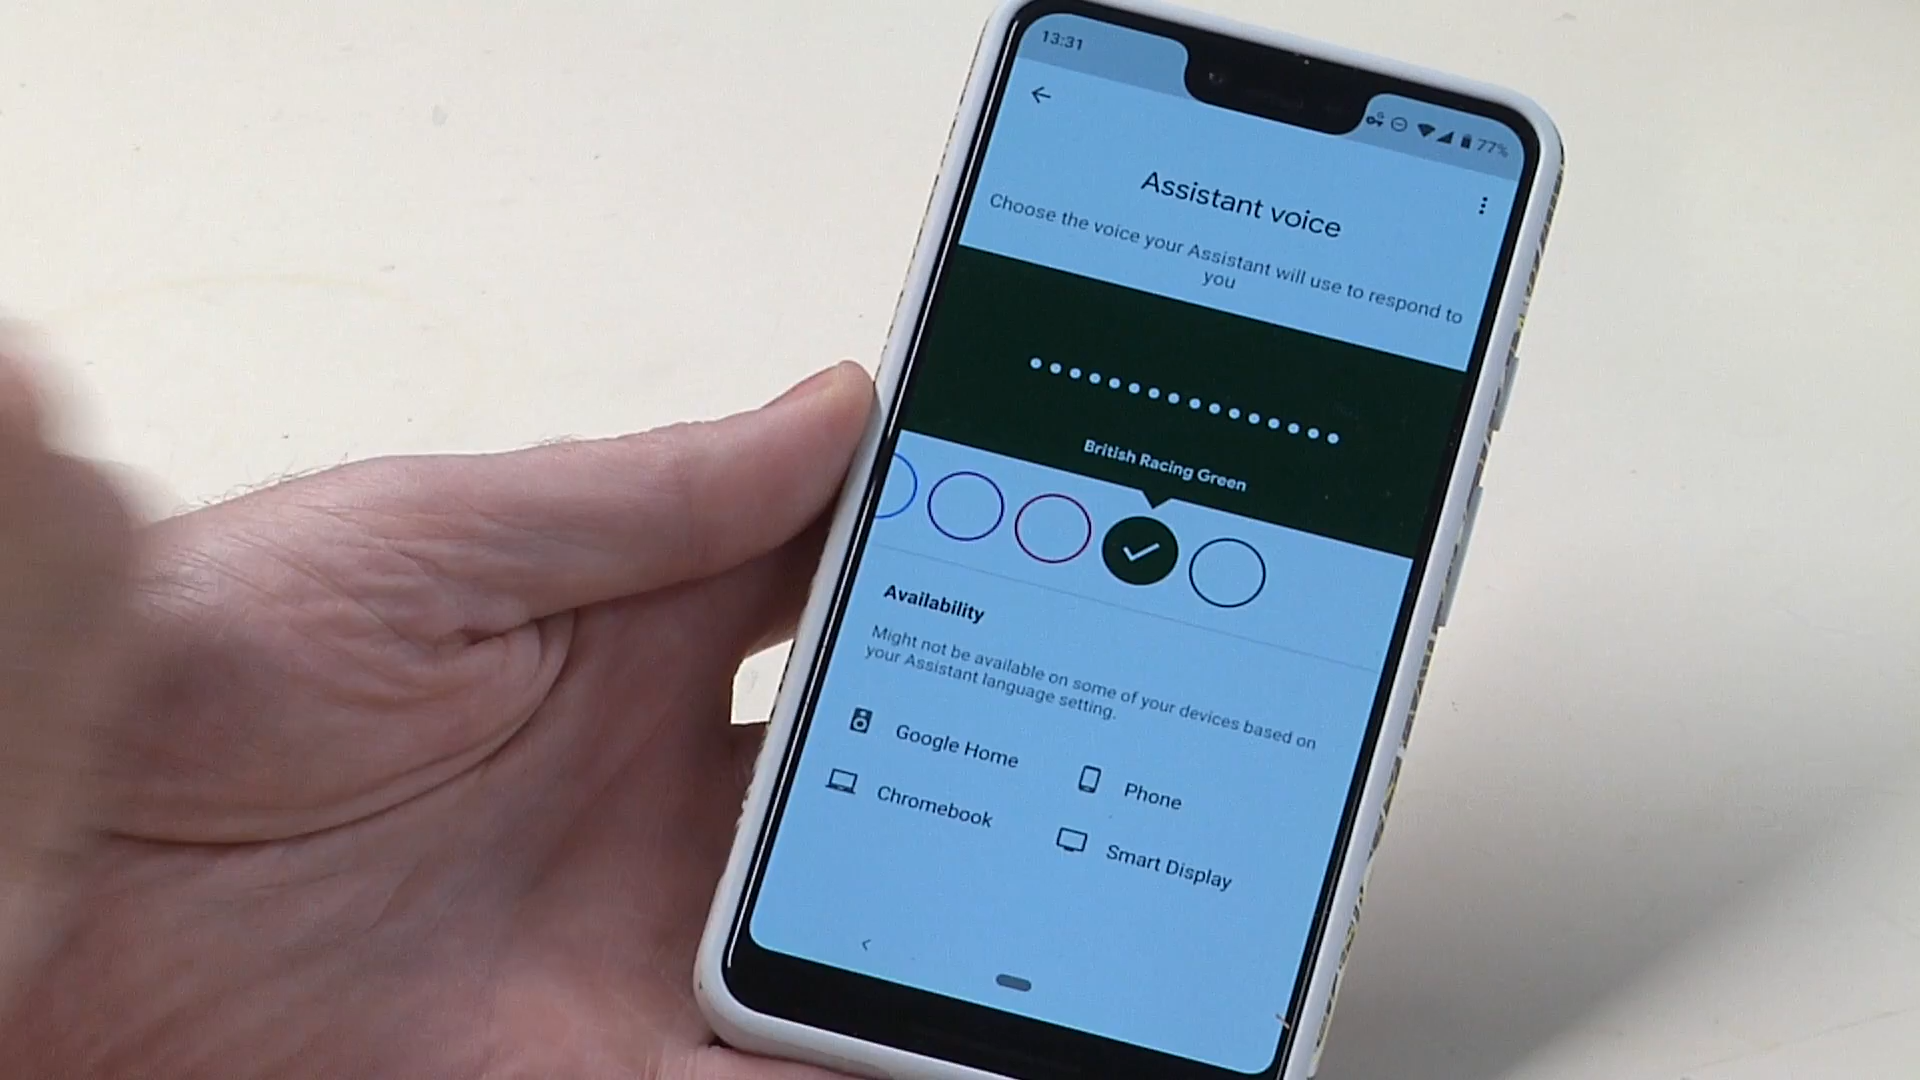 13:31
77%
Assistant voice
Choose the voice your Assistant will use to respond to
you
British Racing Green
Availability
Might not be available on some of your devices based on
your Assistant language setting.
Google Home
Phone
Chromebook
Smart Display